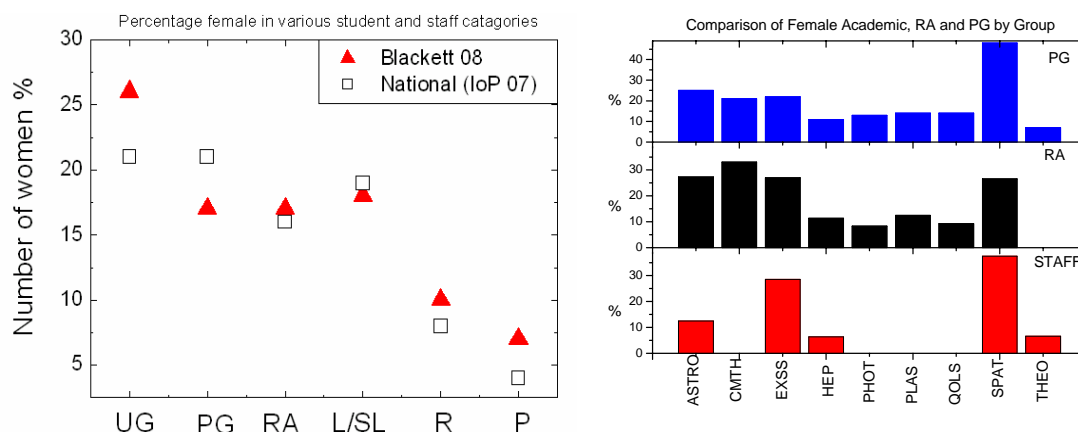 Percentage female in various student and staff catagories
Number of women %
30
25
20
15
10
5
Blackett 08
National (IoP 07)
UG PG RA L/SL R P
Comparison of Female Academic, RA and PG by Group
PG
%
40
30
20
10
0
RA
%
30
20
10
0
STAFF
%
30
20
10
0
ASTRO CMTH EXSS HEP PHOT PLAS QOLS SPAT THEO